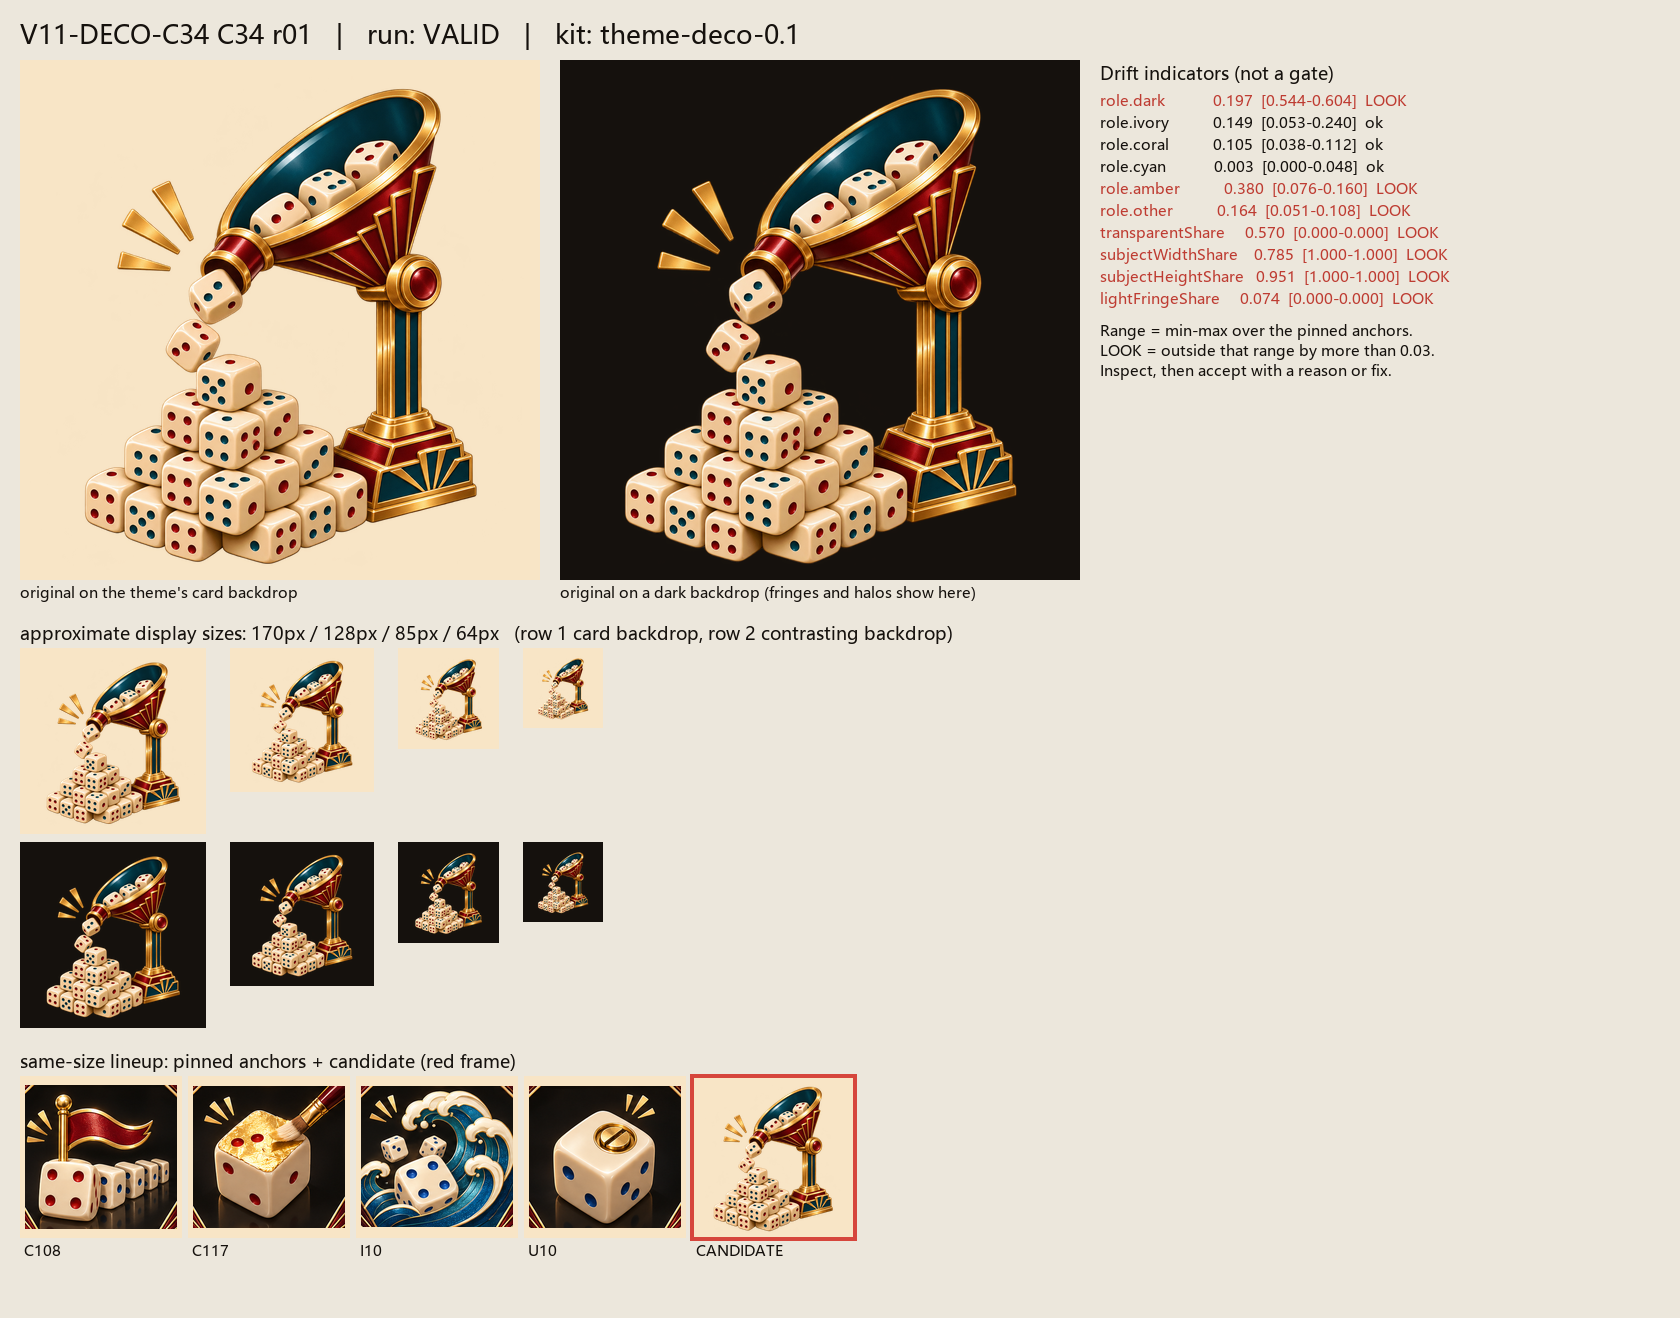 V11-DECO-C34 C34 r01 | run: VALID | kit: theme-deco-0.1
Drift indicators (not a gate)
role.dark 0.197 [0.544-0.604] LOOK
role.ivory 0.149 [0.053-0.240] ok
role.coral 0.105 [0.038-0.112] ok
role.cyan 0.003 [0.000-0.048] ok
role.amber 0.380 [0.076-0.160] LOOK
role.other 0.164 [0.051-0.108] LOOK
transparentShare 0.570 [0.000-0.000] LOOK
subjectWidthShare 0.785 [1.000-1.000] LOOK
subjectHeightShare 0.951 [1.000-1.000] LOOK
lightFringeShare 0.074 [0.000-0.000] LOOK
Range = min-max over the pinned anchors.
LOOK = outside that range by more than 0.03.
Inspect, then accept with a reason or fix.
original on the theme's card backdrop
original on a dark backdrop (fringes and halos show here)
approximate display sizes: 170px / 128px / 85px / 64px (row 1 card backdrop, row 2 contrasting backdrop)
same-size lineup: pinned anchors + candidate (red frame)
C108
C117
I10
U10
CANDIDATE